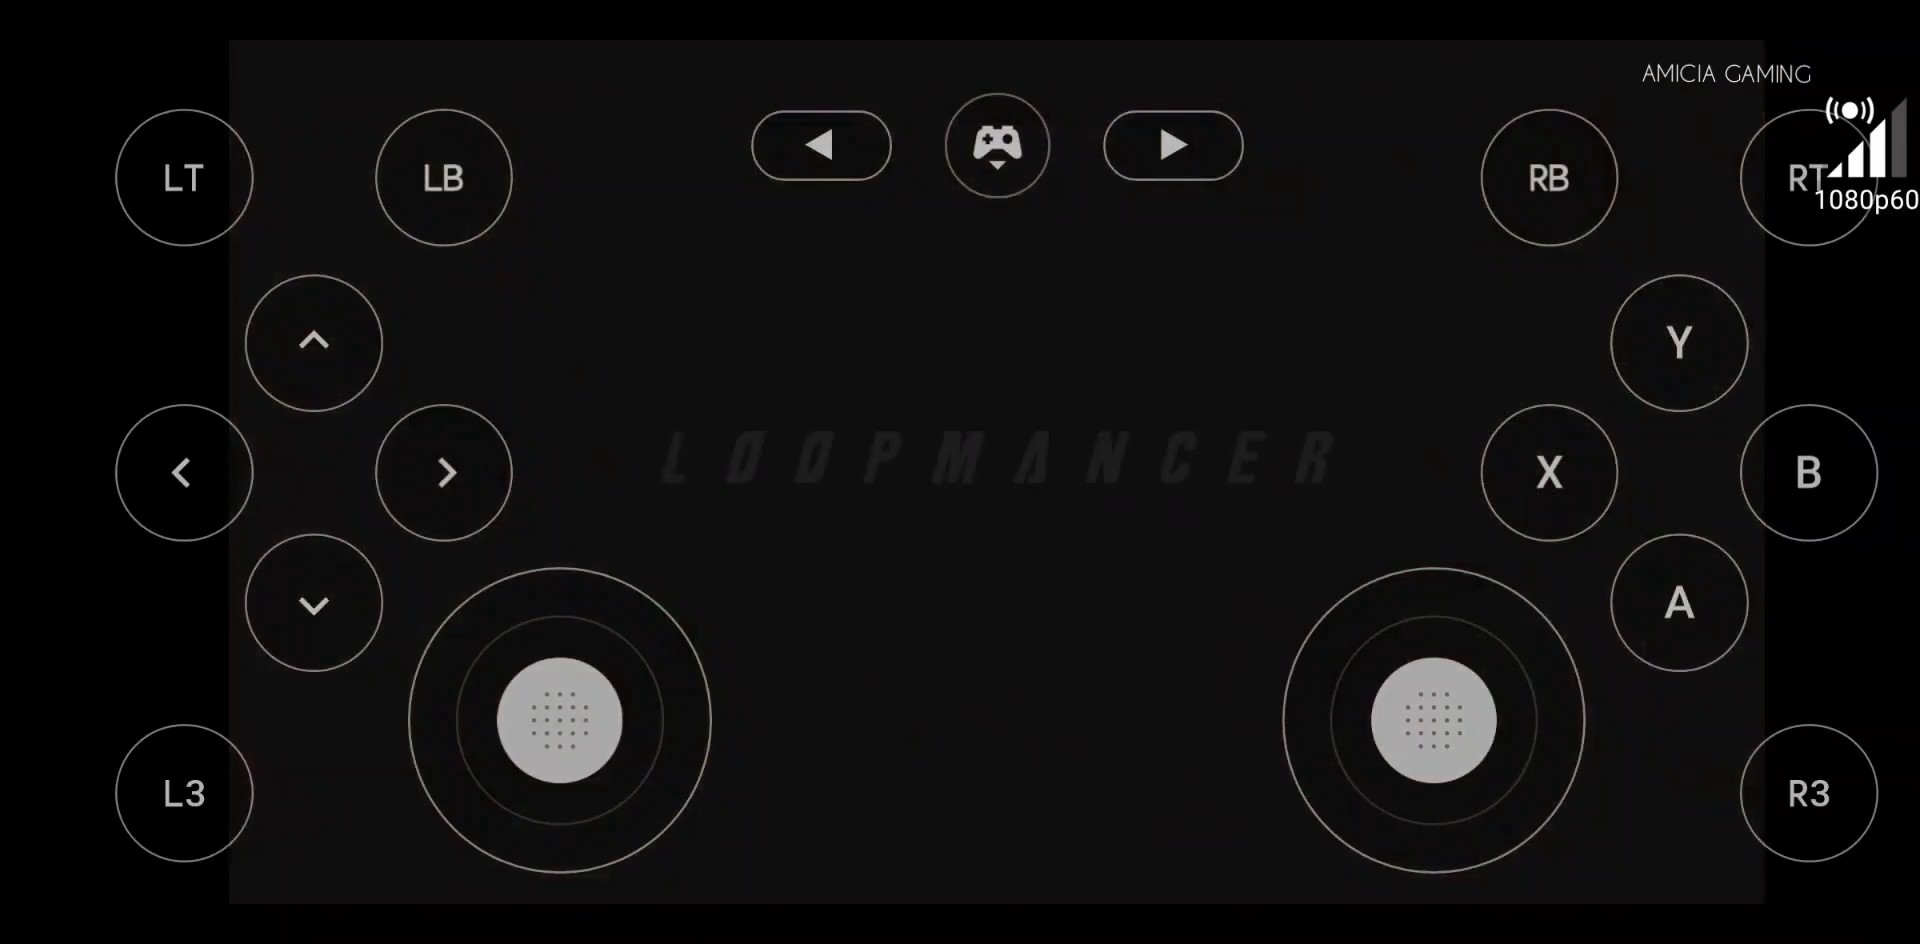 AMICIA GAMING
LT
LB
RB
RT
1080p60
Y
LOOPMANCER
X
B
A
L3
R3